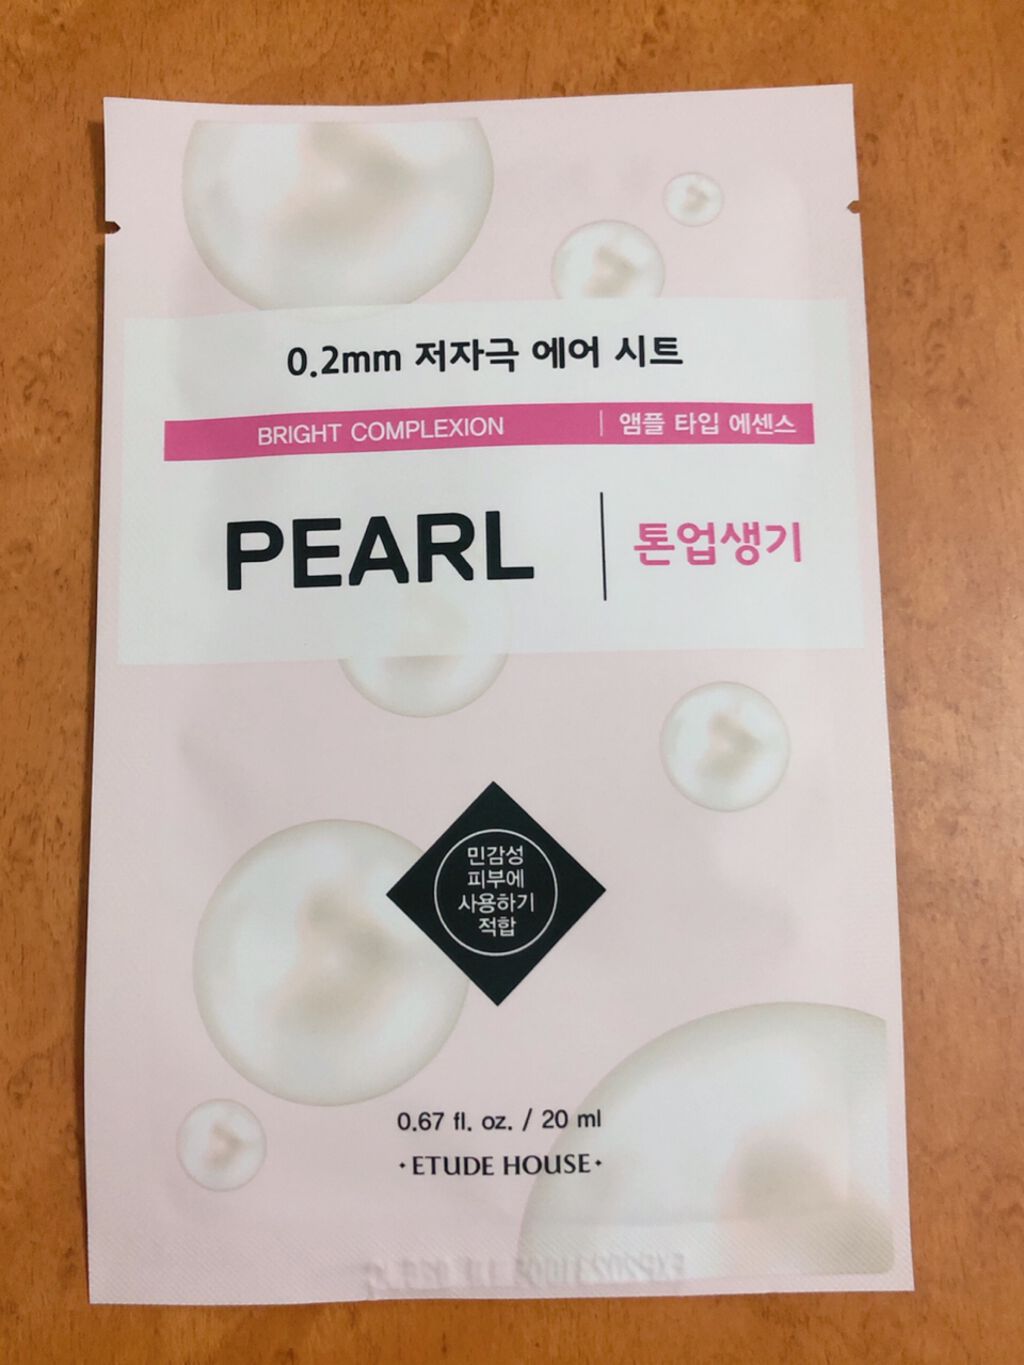 0.2mm 저자극 에어 시트
BRIGHT COMPLEXION | 앰플 타입 에센스
PEARL | 톤업생기
민감성
피부에
사용하기
적합
0.67 fl. oz. / 20 ml
·ETUDE HOUSE·